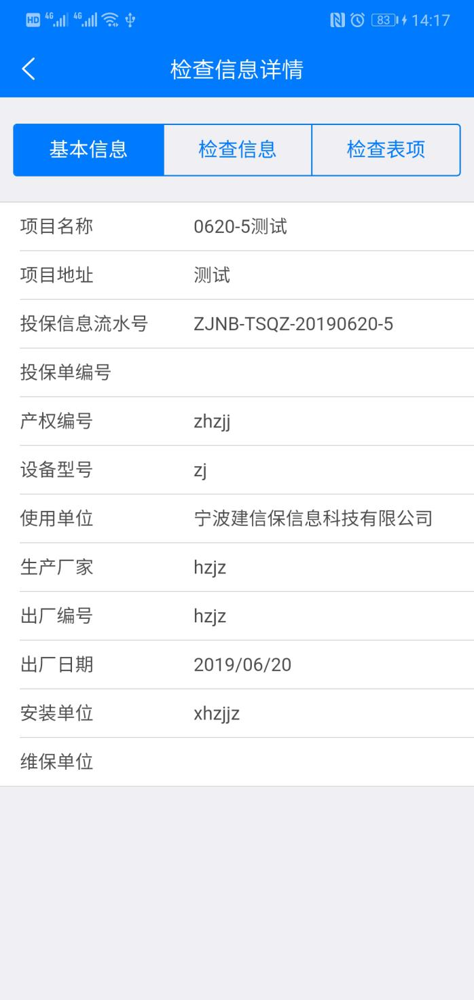 HD 4G 4G 83 14:17
检查信息详情
基本信息 检查信息 检查表项
项目名称 0620-5测试
项目地址 测试
投保信息流水号 ZJNB-TSQZ-20190620-5
投保单编号
产权编号 zhzjj
设备型号 zj
使用单位 宁波建信保信息科技有限公司
生产厂家 hzjz
出厂编号 hzjz
出厂日期 2019/06/20
安装单位 xhzjjz
维保单位